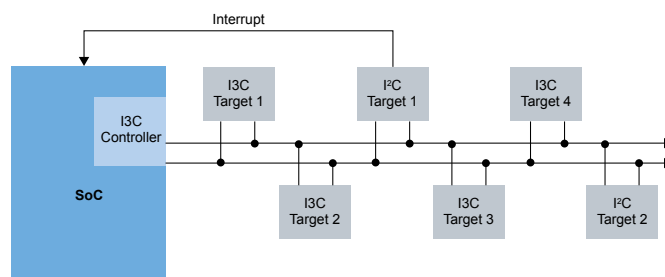 Interrupt
I3C
Target 1
I²C
Target 1
I3C
Target 4
I3C
Controller
SoC
I3C
Target 2
I3C
Target 3
I²C
Target 2